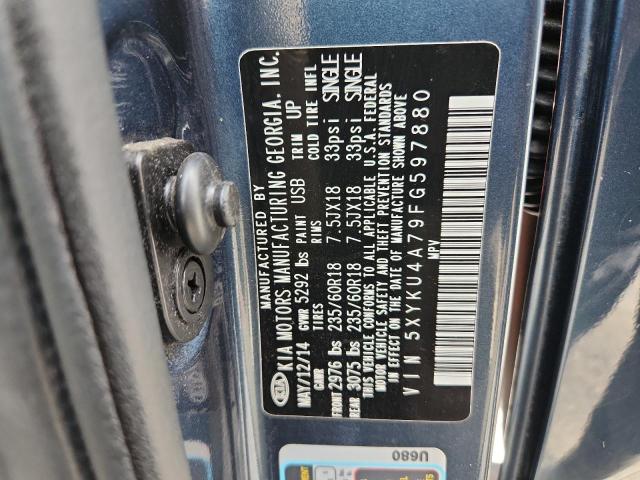 MANUFACTURED BY
KIA KIA MOTORS MANUFACTURING GEORGIA, INC.
MAY/12/14 GVWR 5292 lbs PAINT UBS TRIM UP
GAWR TIRES RIMS COLD TIRE INFL
FRONT 2976 lbs 235/60R18 7.5JX18 33psi SINGLE
REAR 3075 lbs 235/60R18 7.5JX18 33psi SINGLE
THIS VEHICLE CONFORMS TO ALL APPLICABLE U.S.A. FEDERAL
MOTOR VEHICLE SAFETY AND THEFT PREVENTION STANDARDS
IN EFFECT ON THE DATE OF MANUFACTURE SHOWN ABOVE
VIN 5XYKU4A79FG597880
MPV
U680